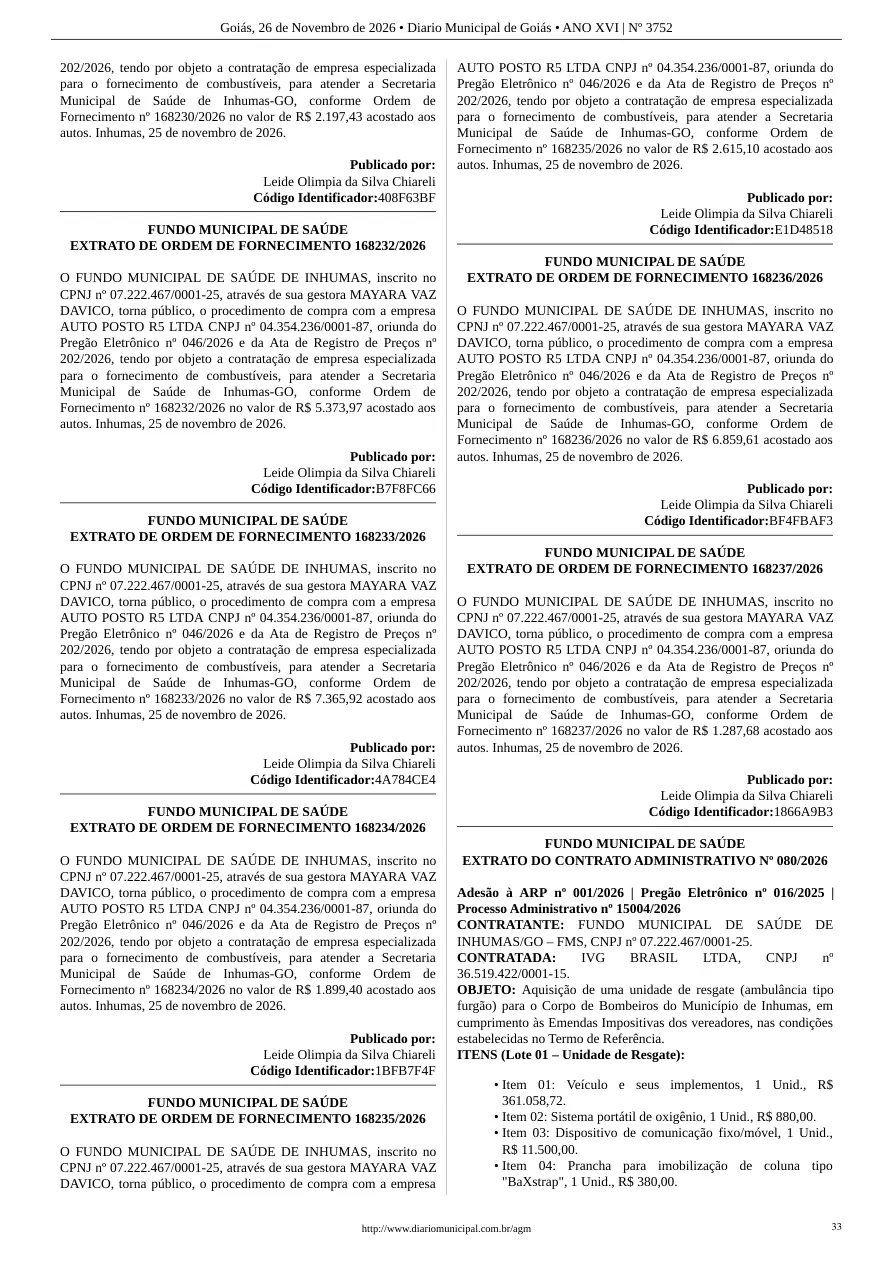 Goiás, 26 de Novembro de 2026 • Diario Municipal de Goiás • ANO XVI | Nº 3752
202/2026, tendo por objeto a contratação de empresa especializada
para o fornecimento de combustíveis, para atender a Secretaria
Municipal de Saúde de Inhumas-GO, conforme Ordem de
Fornecimento nº 168230/2026 no valor de R$ 2.197,43 acostado aos
autos. Inhumas, 25 de novembro de 2026.
Publicado por:
Leide Olimpia da Silva Chiareli
Código Identificador:408F63BF
FUNDO MUNICIPAL DE SAÚDE
EXTRATO DE ORDEM DE FORNECIMENTO 168232/2026
O FUNDO MUNICIPAL DE SAÚDE DE INHUMAS, inscrito no
CPNJ nº 07.222.467/0001-25, através de sua gestora MAYARA VAZ
DAVICO, torna público, o procedimento de compra com a empresa
AUTO POSTO R5 LTDA CNPJ nº 04.354.236/0001-87, oriunda do
Pregão Eletrônico nº 046/2026 e da Ata de Registro de Preços nº
202/2026, tendo por objeto a contratação de empresa especializada
para o fornecimento de combustíveis, para atender a Secretaria
Municipal de Saúde de Inhumas-GO, conforme Ordem de
Fornecimento nº 168232/2026 no valor de R$ 5.373,97 acostado aos
autos. Inhumas, 25 de novembro de 2026.
Publicado por:
Leide Olimpia da Silva Chiareli
Código Identificador:B7F8FC66
FUNDO MUNICIPAL DE SAÚDE
EXTRATO DE ORDEM DE FORNECIMENTO 168233/2026
O FUNDO MUNICIPAL DE SAÚDE DE INHUMAS, inscrito no
CPNJ nº 07.222.467/0001-25, através de sua gestora MAYARA VAZ
DAVICO, torna público, o procedimento de compra com a empresa
AUTO POSTO R5 LTDA CNPJ nº 04.354.236/0001-87, oriunda do
Pregão Eletrônico nº 046/2026 e da Ata de Registro de Preços nº
202/2026, tendo por objeto a contratação de empresa especializada
para o fornecimento de combustíveis, para atender a Secretaria
Municipal de Saúde de Inhumas-GO, conforme Ordem de
Fornecimento nº 168233/2026 no valor de R$ 7.365,92 acostado aos
autos. Inhumas, 25 de novembro de 2026.
Publicado por:
Leide Olimpia da Silva Chiareli
Código Identificador:4A784CE4
FUNDO MUNICIPAL DE SAÚDE
EXTRATO DE ORDEM DE FORNECIMENTO 168234/2026
O FUNDO MUNICIPAL DE SAÚDE DE INHUMAS, inscrito no
CPNJ nº 07.222.467/0001-25, através de sua gestora MAYARA VAZ
DAVICO, torna público, o procedimento de compra com a empresa
AUTO POSTO R5 LTDA CNPJ nº 04.354.236/0001-87, oriunda do
Pregão Eletrônico nº 046/2026 e da Ata de Registro de Preços nº
202/2026, tendo por objeto a contratação de empresa especializada
para o fornecimento de combustíveis, para atender a Secretaria
Municipal de Saúde de Inhumas-GO, conforme Ordem de
Fornecimento nº 168234/2026 no valor de R$ 1.899,40 acostado aos
autos. Inhumas, 25 de novembro de 2026.
Publicado por:
Leide Olimpia da Silva Chiareli
Código Identificador:1BFB7F4F
FUNDO MUNICIPAL DE SAÚDE
EXTRATO DE ORDEM DE FORNECIMENTO 168235/2026
O FUNDO MUNICIPAL DE SAÚDE DE INHUMAS, inscrito no
CPNJ nº 07.222.467/0001-25, através de sua gestora MAYARA VAZ
DAVICO, torna público, o procedimento de compra com a empresa
AUTO POSTO R5 LTDA CNPJ nº 04.354.236/0001-87, oriunda do
Pregão Eletrônico nº 046/2026 e da Ata de Registro de Preços nº
202/2026, tendo por objeto a contratação de empresa especializada
para o fornecimento de combustíveis, para atender a Secretaria
Municipal de Saúde de Inhumas-GO, conforme Ordem de
Fornecimento nº 168235/2026 no valor de R$ 2.615,10 acostado aos
autos. Inhumas, 25 de novembro de 2026.
Publicado por:
Leide Olimpia da Silva Chiareli
Código Identificador:E1D48518
FUNDO MUNICIPAL DE SAÚDE
EXTRATO DE ORDEM DE FORNECIMENTO 168236/2026
O FUNDO MUNICIPAL DE SAÚDE DE INHUMAS, inscrito no
CPNJ nº 07.222.467/0001-25, através de sua gestora MAYARA VAZ
DAVICO, torna público, o procedimento de compra com a empresa
AUTO POSTO R5 LTDA CNPJ nº 04.354.236/0001-87, oriunda do
Pregão Eletrônico nº 046/2026 e da Ata de Registro de Preços nº
202/2026, tendo por objeto a contratação de empresa especializada
para o fornecimento de combustíveis, para atender a Secretaria
Municipal de Saúde de Inhumas-GO, conforme Ordem de
Fornecimento nº 168236/2026 no valor de R$ 6.859,61 acostado aos
autos. Inhumas, 25 de novembro de 2026.
Publicado por:
Leide Olimpia da Silva Chiareli
Código Identificador:BF4FBAF3
FUNDO MUNICIPAL DE SAÚDE
EXTRATO DE ORDEM DE FORNECIMENTO 168237/2026
O FUNDO MUNICIPAL DE SAÚDE DE INHUMAS, inscrito no
CPNJ nº 07.222.467/0001-25, através de sua gestora MAYARA VAZ
DAVICO, torna público, o procedimento de compra com a empresa
AUTO POSTO R5 LTDA CNPJ nº 04.354.236/0001-87, oriunda do
Pregão Eletrônico nº 046/2026 e da Ata de Registro de Preços nº
202/2026, tendo por objeto a contratação de empresa especializada
para o fornecimento de combustíveis, para atender a Secretaria
Municipal de Saúde de Inhumas-GO, conforme Ordem de
Fornecimento nº 168237/2026 no valor de R$ 1.287,68 acostado aos
autos. Inhumas, 25 de novembro de 2026.
Publicado por:
Leide Olimpia da Silva Chiareli
Código Identificador:1866A9B3
FUNDO MUNICIPAL DE SAÚDE
EXTRATO DO CONTRATO ADMINISTRATIVO Nº 080/2026
Adesão à ARP nº 001/2026 | Pregão Eletrônico nº 016/2025 |
Processo Administrativo nº 15004/2026
CONTRATANTE: FUNDO MUNICIPAL DE SAÚDE DE
INHUMAS/GO – FMS, CNPJ nº 07.222.467/0001-25.
CONTRATADA: IVG BRASIL LTDA, CNPJ nº
36.519.422/0001-15.
OBJETO: Aquisição de uma unidade de resgate (ambulância tipo
furgão) para o Corpo de Bombeiros do Município de Inhumas, em
cumprimento às Emendas Impositivas dos vereadores, nas condições
estabelecidas no Termo de Referência.
ITENS (Lote 01 – Unidade de Resgate):
• Item 01: Veículo e seus implementos, 1 Unid., R$
361.058,72.
• Item 02: Sistema portátil de oxigênio, 1 Unid., R$ 880,00.
• Item 03: Dispositivo de comunicação fixo/móvel, 1 Unid.,
R$ 11.500,00.
• Item 04: Prancha para imobilização de coluna tipo
"BaXstrap", 1 Unid., R$ 380,00.
http://www.diariomunicipal.com.br/agm
33